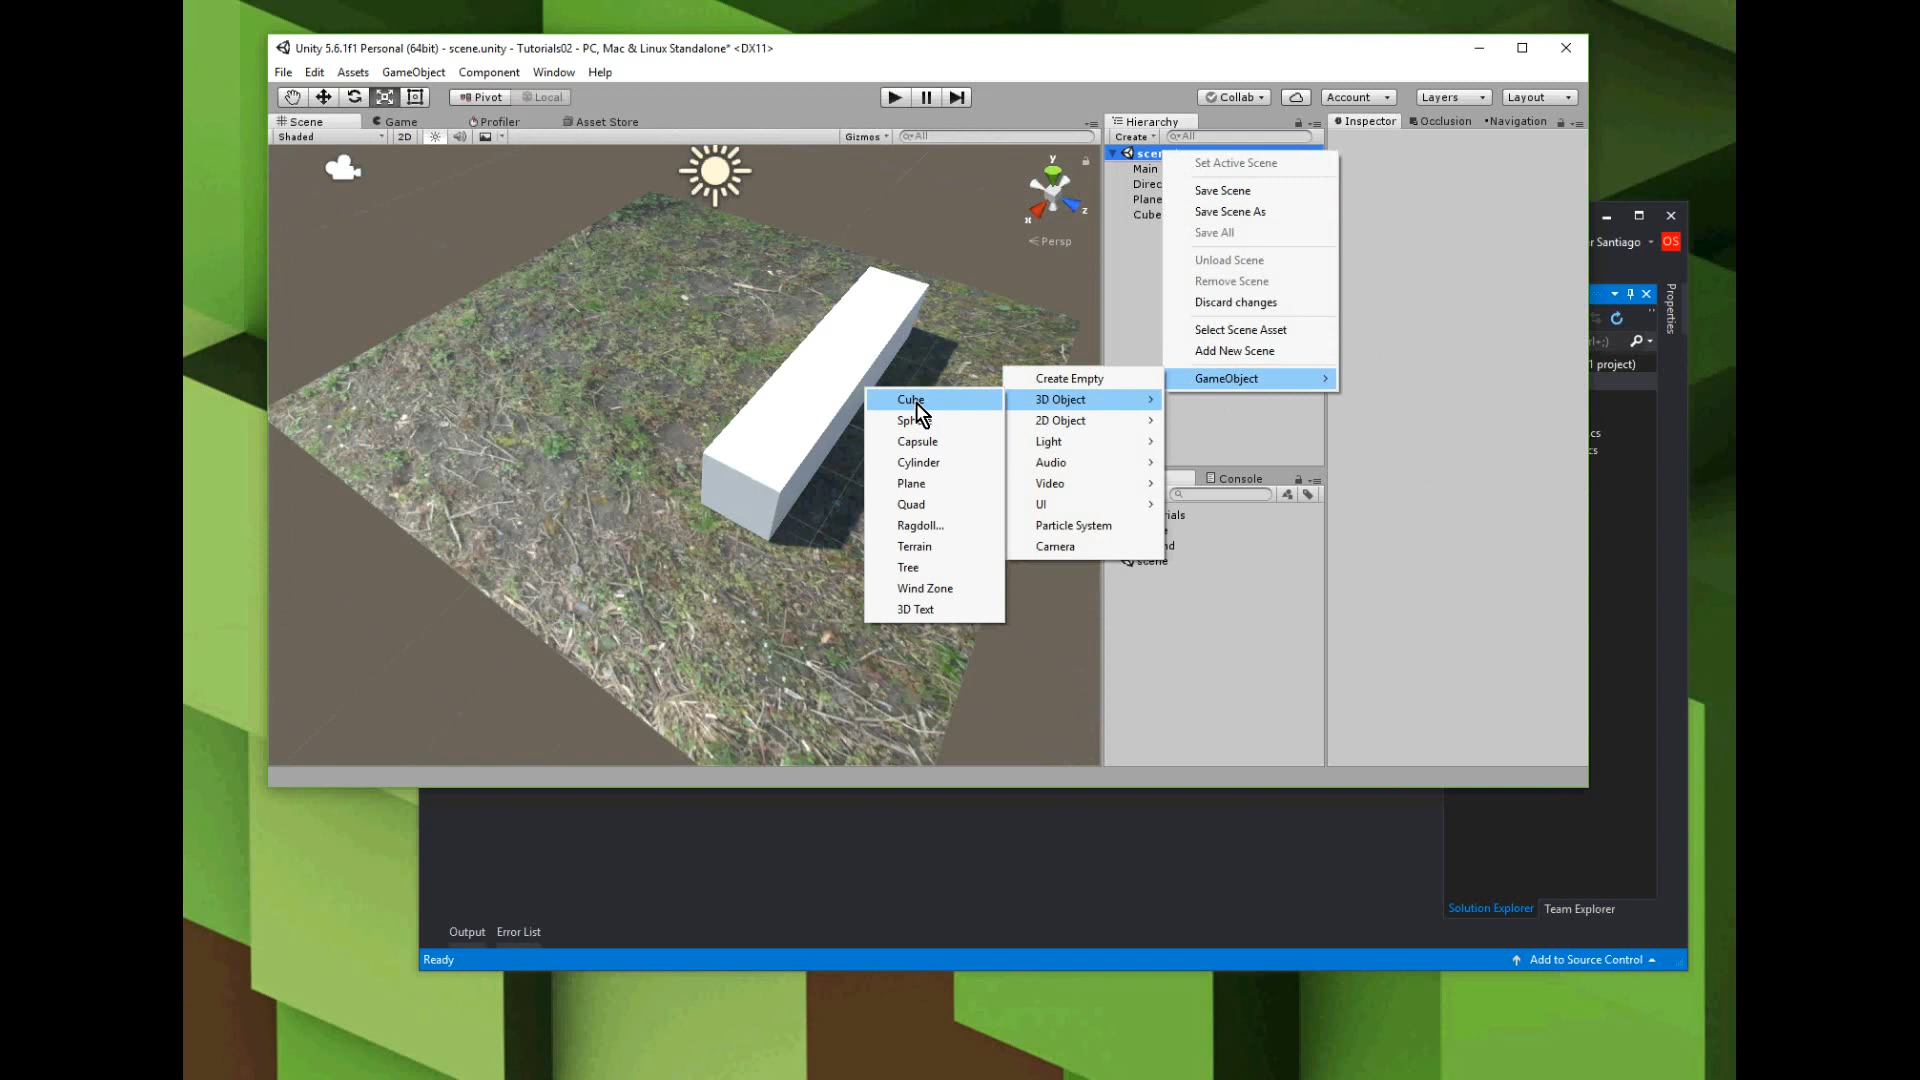 Unity 5.6.1f1 Personal (64bit) - scene.unity - Tutorials02 - PC, Mac & Linux Standalone* <DX11>
File Edit Assets GameObject Component Window Help
Pivot Local Collab Account Layers Layout
Scene Game Profiler Asset Store
Shaded 2D Gizmos All
y x z
Persp
Hierarchy
Create All
Main
Direc
Plane
Cube
Inspector Occlusion Navigation
Set Active Scene
Save Scene
Save Scene As
Save All
Unload Scene
Remove Scene
Discard changes
Select Scene Asset
Add New Scene
GameObject
Create Empty
3D Object
2D Object
Light
Audio
Video
UI
Particle System
Camera
Cube
Capsule
Cylinder
Plane
Quad
Ragdoll...
Terrain
Tree
Wind Zone
3D Text
Console
scene
r Santiago OS
Properties
1 project)
cs
cs
Solution Explorer Team Explorer
Output Error List
Ready
Add to Source Control